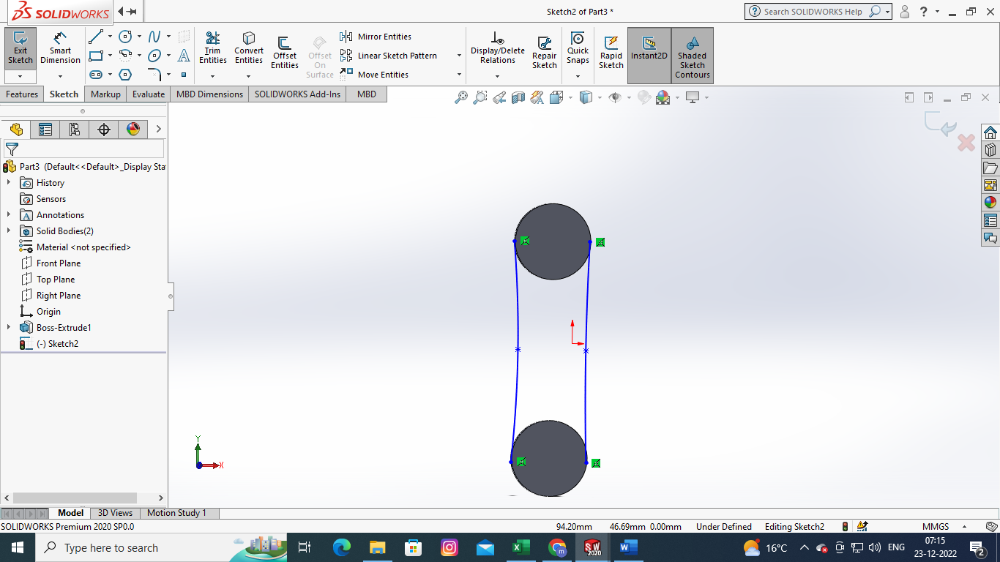 SOLIDWORKS
Sketch2 of Part3 *
Search SOLIDWORKS Help
?
Exit Sketch
Smart Dimension
Trim Entities
Convert Entities
Offset Entities
Offset On Surface
Mirror Entities
Linear Sketch Pattern
Move Entities
Display/Delete Relations
Repair Sketch
Quick Snaps
Rapid Sketch
Instant2D
Shaded Sketch Contours
Features Sketch Markup Evaluate MBD Dimensions SOLIDWORKS Add-Ins MBD
Part3 (Default<<Default>_Display Sta
History
Sensors
Annotations
Solid Bodies(2)
Material <not specified>
Front Plane
Top Plane
Right Plane
Origin
Boss-Extrude1
(-) Sketch2
Y
X
Model 3D Views Motion Study 1
SOLIDWORKS Premium 2020 SP0.0
94.20mm 46.69mm 0.00mm Under Defined Editing Sketch2 MMGS
Type here to search
SW 2020
16°C
ENG
07:15
23-12-2022
2